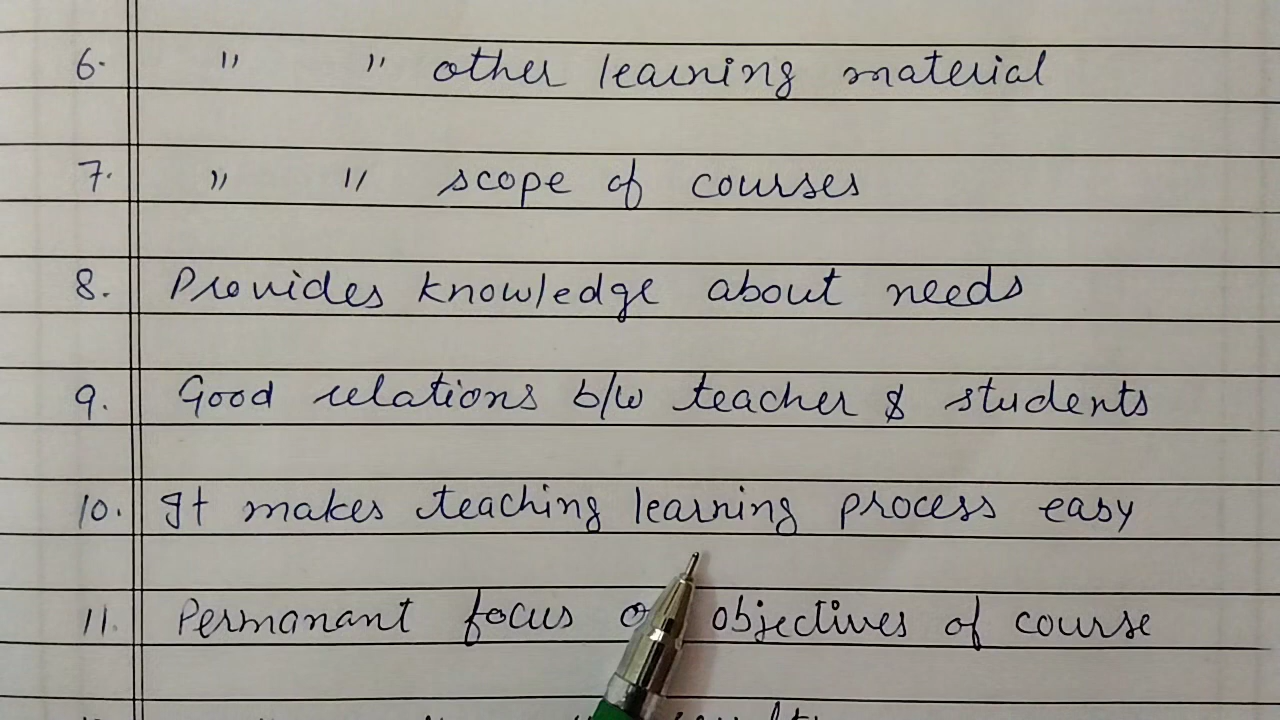 6. " " other learning material
7. " " scope of courses
8. Provides knowledge about needs
9. Good relations b/w teacher & students
10. It makes teaching learning process easy
11. Permanant focus objectives of course